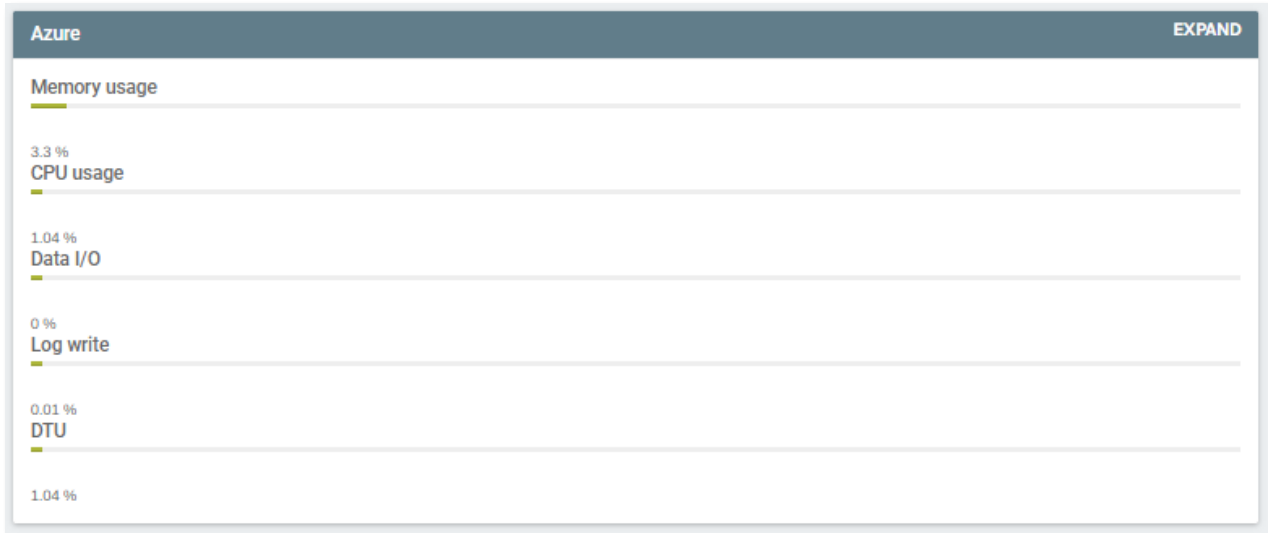 Azure
EXPAND
Memory usage
3.3 %
CPU usage
1.04 %
Data I/O
0 %
Log write
0.01 %
DTU
1.04 %